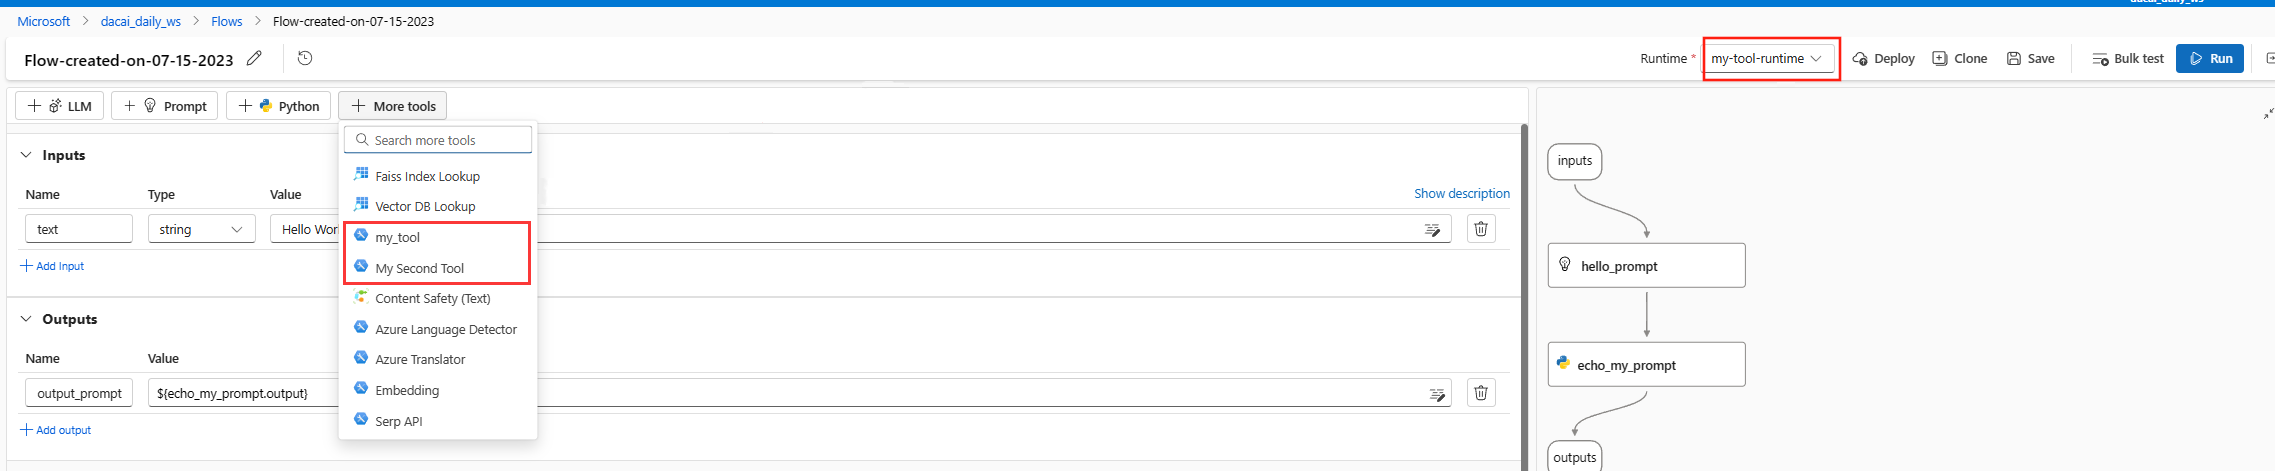 dacai_daily_ws
Microsoft > dacai_daily_ws > Flows > Flow-created-on-07-15-2023
Flow-created-on-07-15-2023
Runtime * my-tool-runtime Deploy Clone Save Bulk test Run
LLM Prompt Python More tools
Search more tools
Faiss Index Lookup
Vector DB Lookup
my_tool
My Second Tool
Content Safety (Text)
Azure Language Detector
Azure Translator
Embedding
Serp API
Inputs
Name Type Value
Show description
text string Hello Wor
Add Input
Outputs
Name Value
output_prompt ${echo_my_prompt.output}
Add output
inputs
hello_prompt
echo_my_prompt
outputs